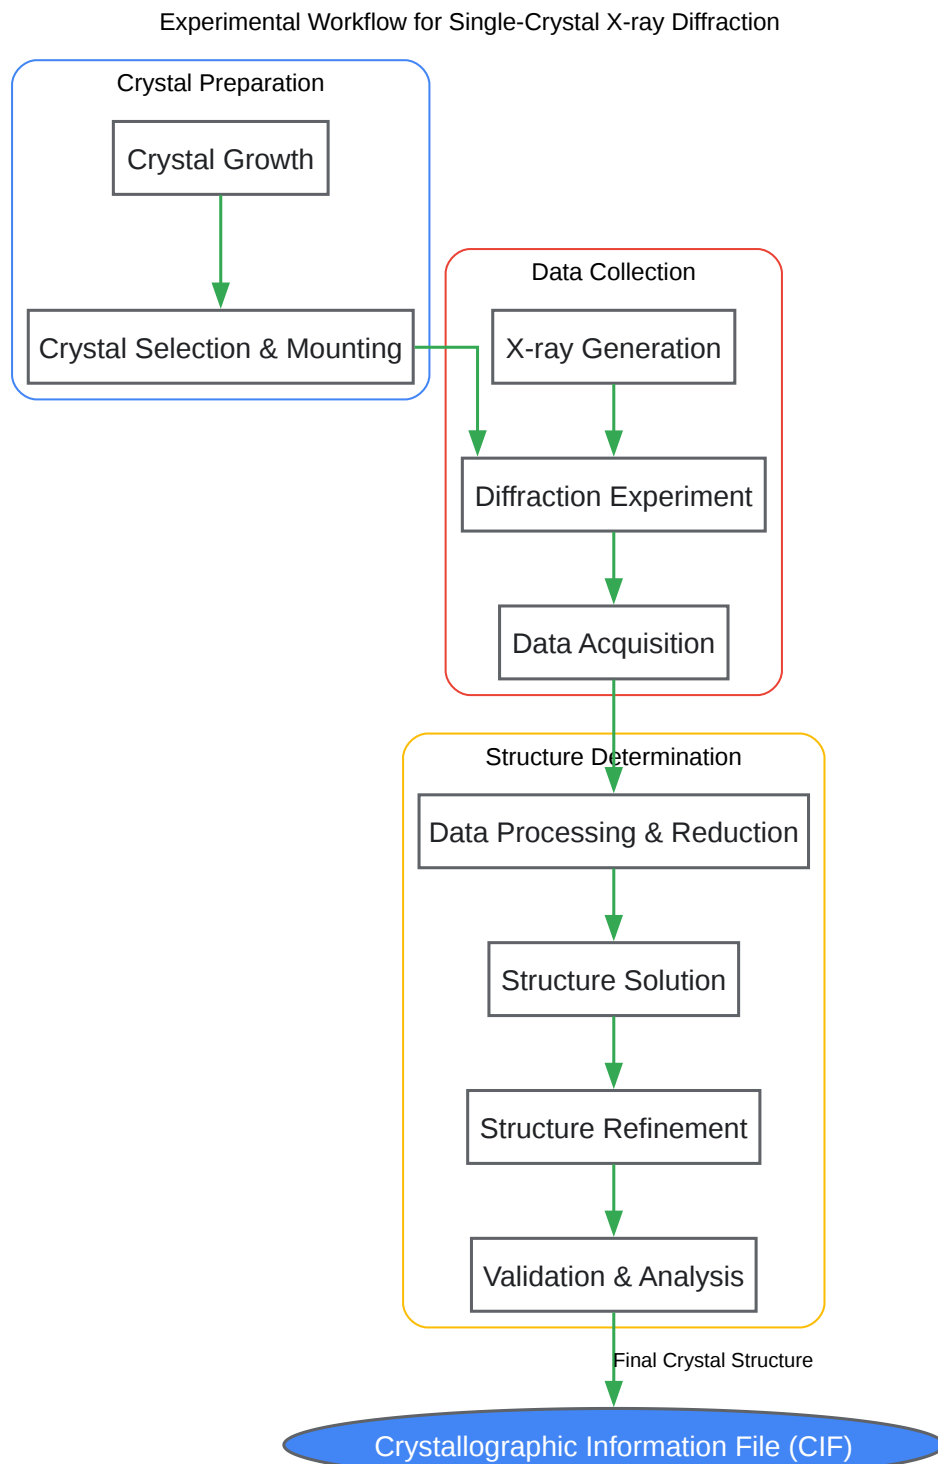 Experimental Workflow for Single-Crystal X-ray Diffraction
Crystal Preparation
Crystal Growth
Crystal Selection & Mounting
Data Collection
X-ray Generation
Diffraction Experiment
Data Acquisition
Structure Determination
Data Processing & Reduction
Structure Solution
Structure Refinement
Validation & Analysis
Final Crystal Structure
Crystallographic Information File (CIF)